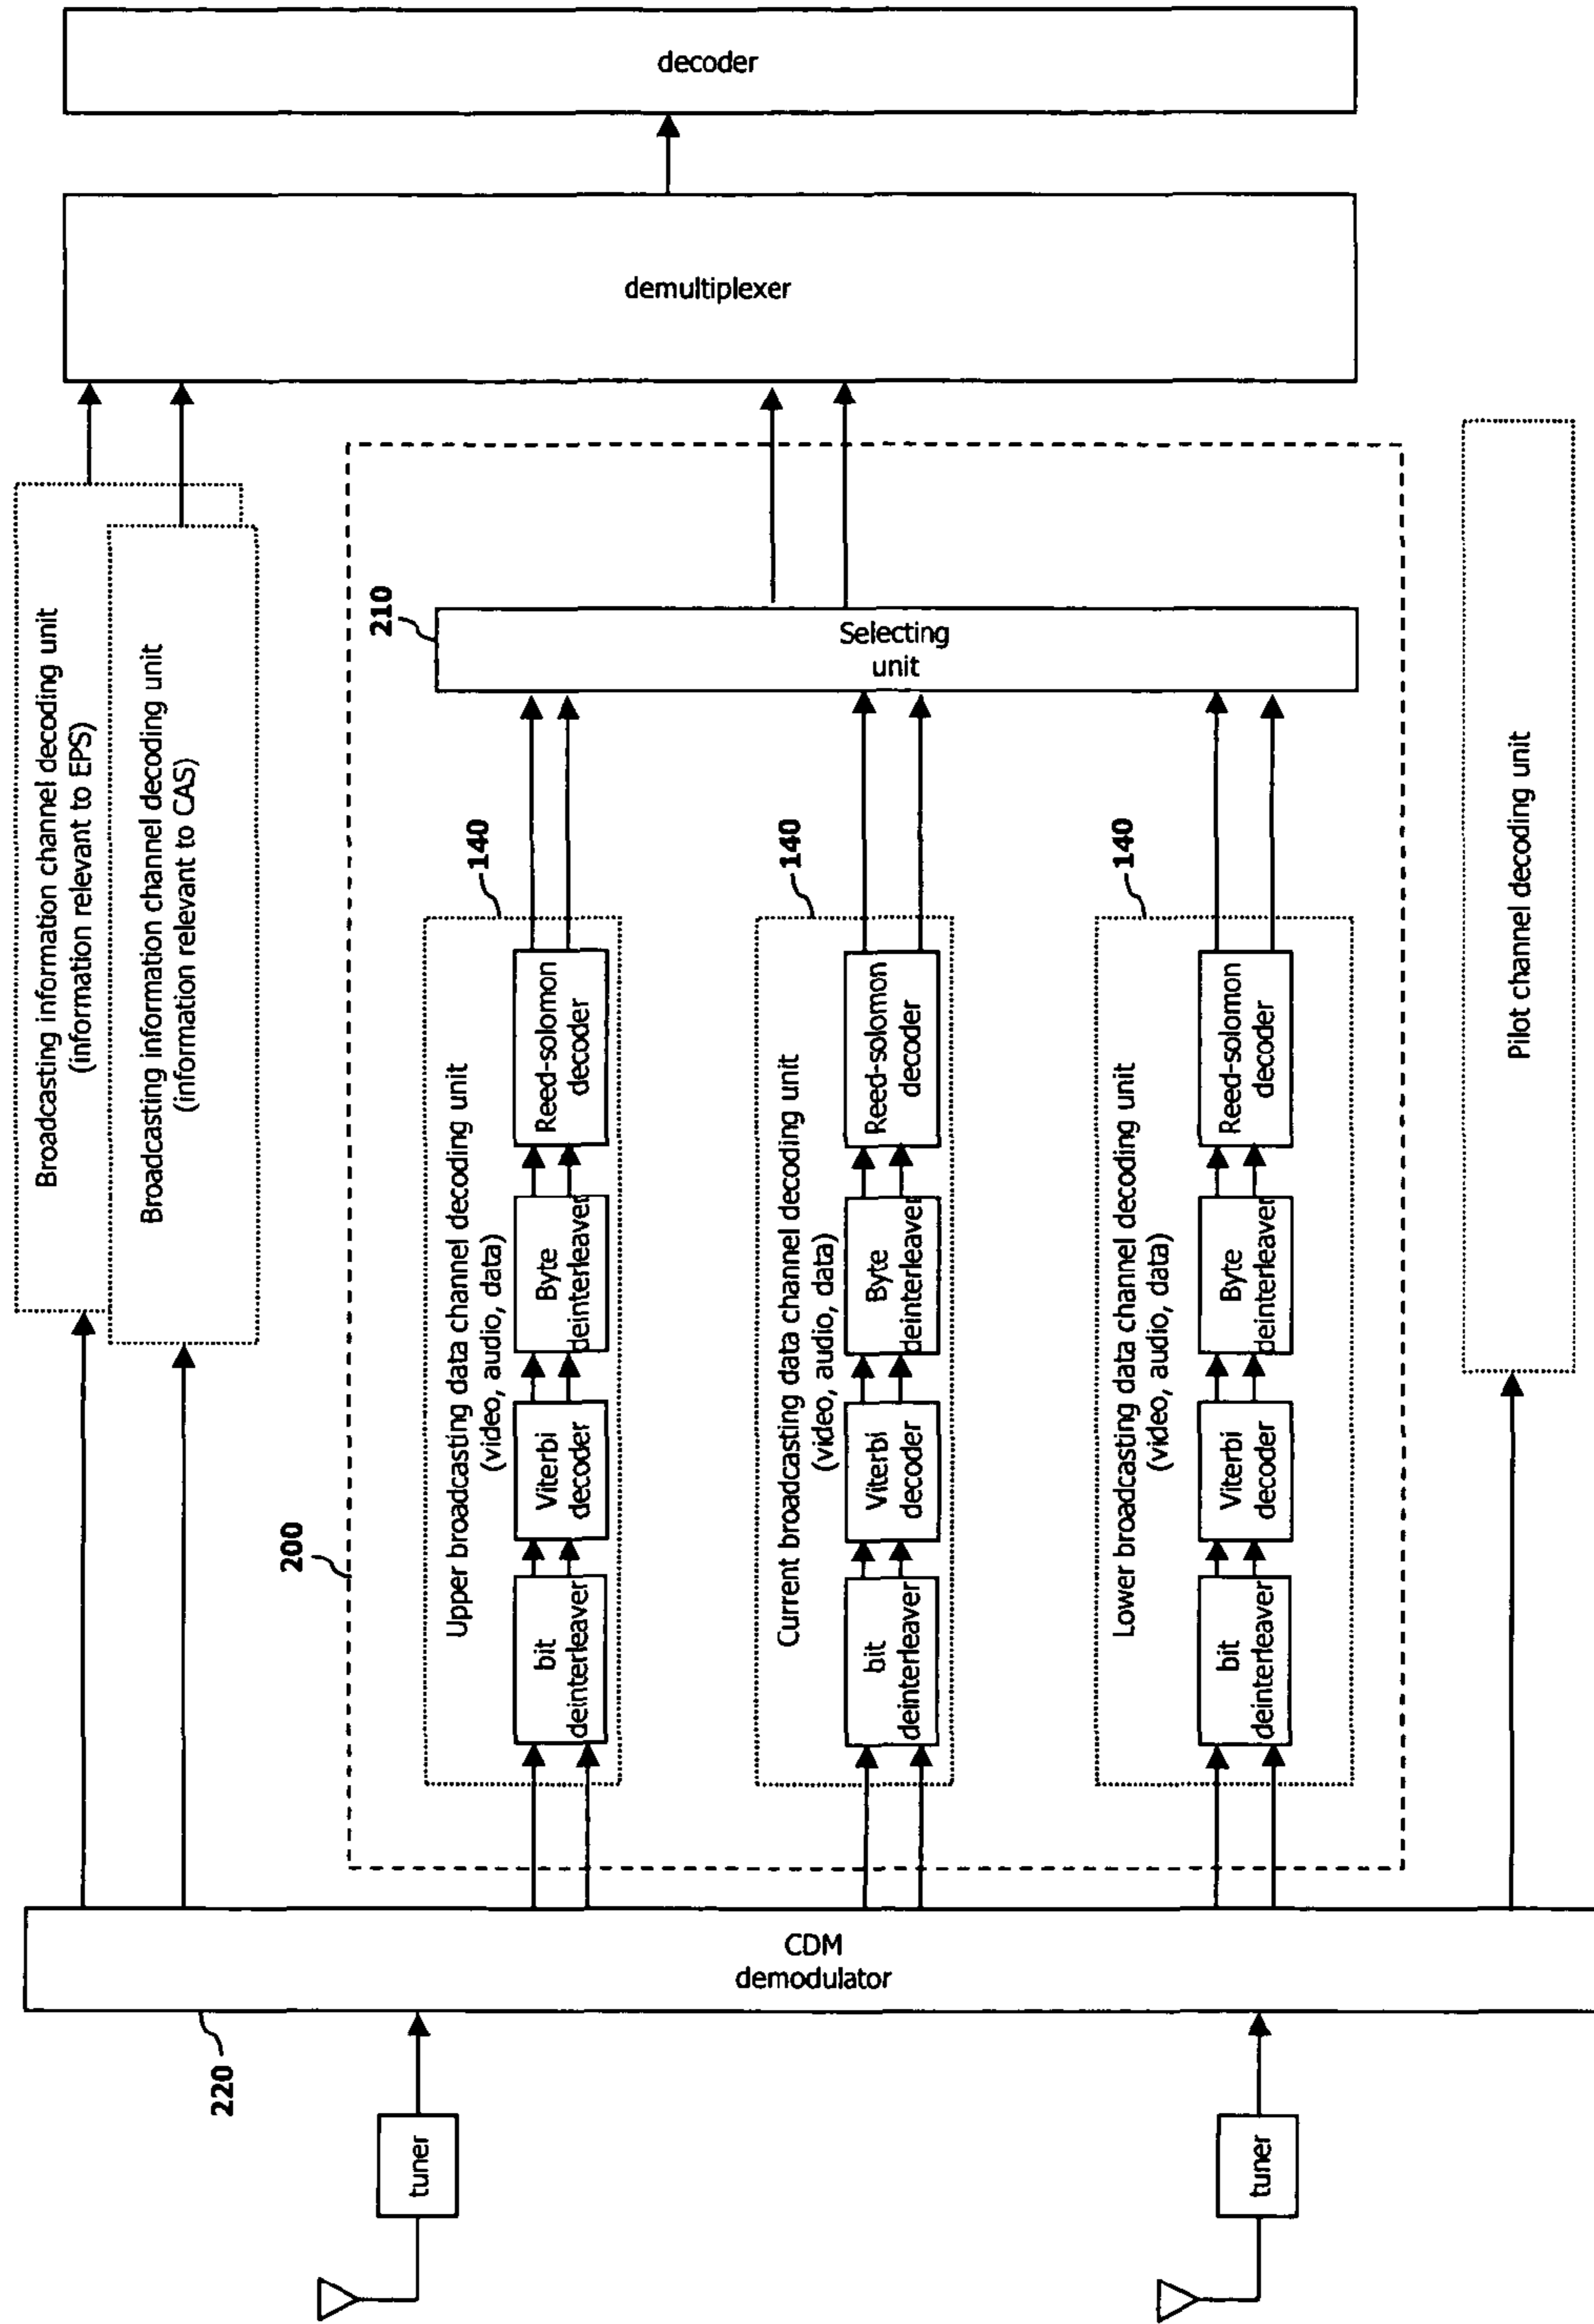 Broadcasting information channel decoding unit
(information relevant to EPS)
Broadcasting information channel decoding unit
(information relevant to CAS)
200
Upper broadcasting data channel decoding unit
(video, audio, data)
140
bit
deinterleaver
Viterbi
decoder
Byte
deinterleaver
Reed-solomon
decoder
Current broadcasting data channel decoding unit
(video, audio, data)
140
bit
deinterleaver
Viterbi
decoder
Byte
deinterleaver
Reed-solomon
decoder
Lower broadcasting data channel decoding unit
(video, audio, data)
140
bit
deinterleaver
Viterbi
decoder
Byte
deinterleaver
Reed-solomon
decoder
210
Selecting
unit
Pilot channel decoding unit
220
CDM
demodulator
tuner
tuner
demultiplexer
decoder